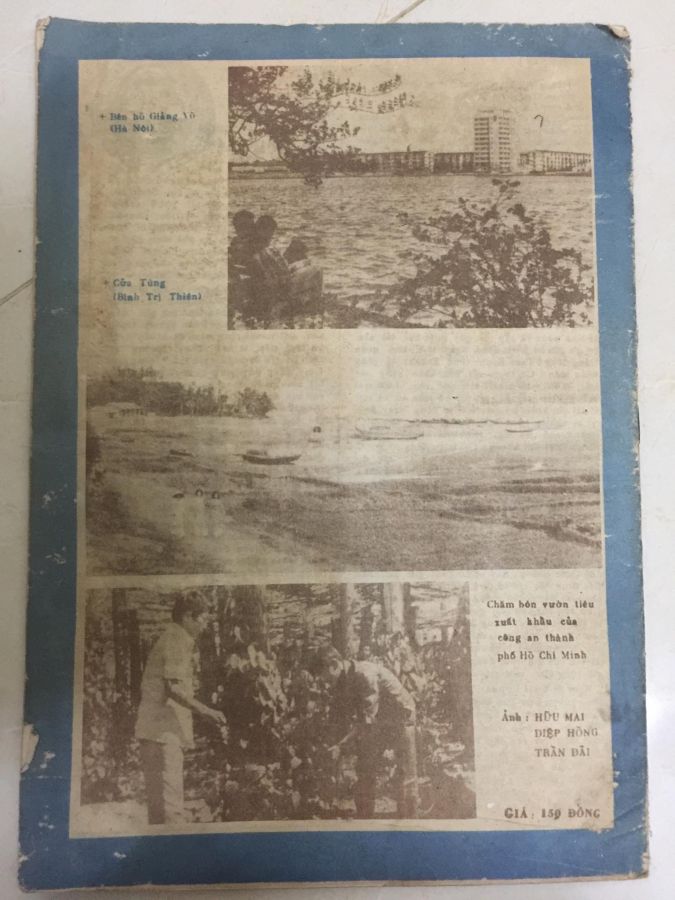 + Bên hồ Giảng Võ
(Hà Nội)
+ Cửa Tùng
(Bình Trị Thiên)
Chăm bón vườn tiêu
xuất khẩu của
công an thành
phố Hồ Chí Minh
Ảnh : HỮU MAI
DIỆP HỒNG
TRẦN ĐÃI
GIÁ : 150 ĐỒNG